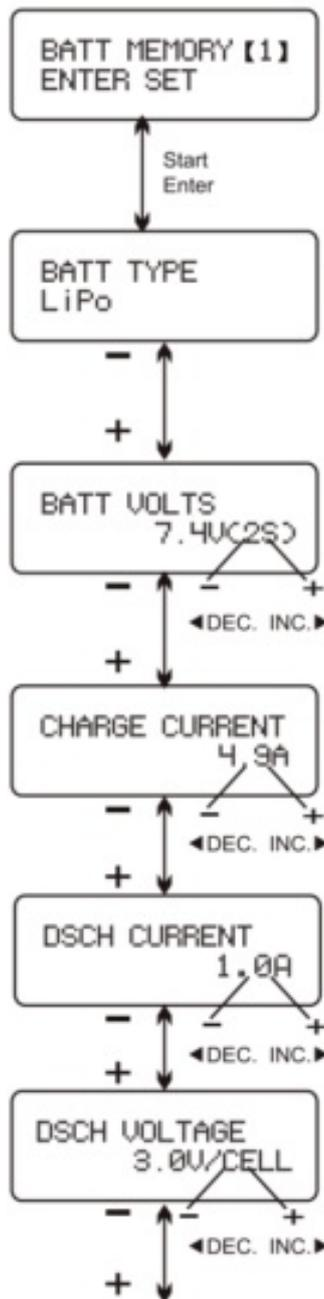 BATT MEMORY【1】
ENTER SET
Start
Enter
BATT TYPE
LiPo
−
+
BATT VOLTS
7.4V(2S)
− − +
◀DEC. INC.▶
+
CHARGE CURRENT
4.9A
− − +
◀DEC. INC.▶
+
DSCH CURRENT
1.0A
− − +
◀DEC. INC.▶
+
DSCH VOLTAGE
3.0V/CELL
− − +
◀DEC. INC.▶
+